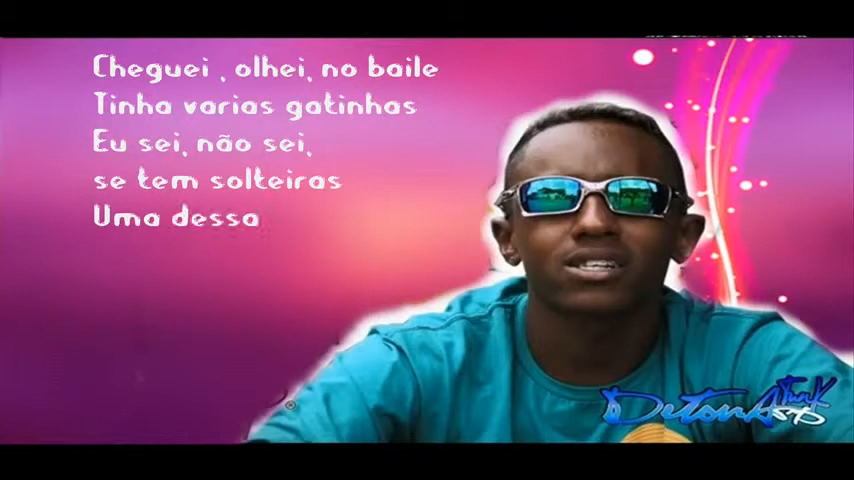 Cheguei , olhei, no baile
Tinha varias gatinhas
Eu sei, não sei,
se tem solteiras
Uma dessa
Detona Funk